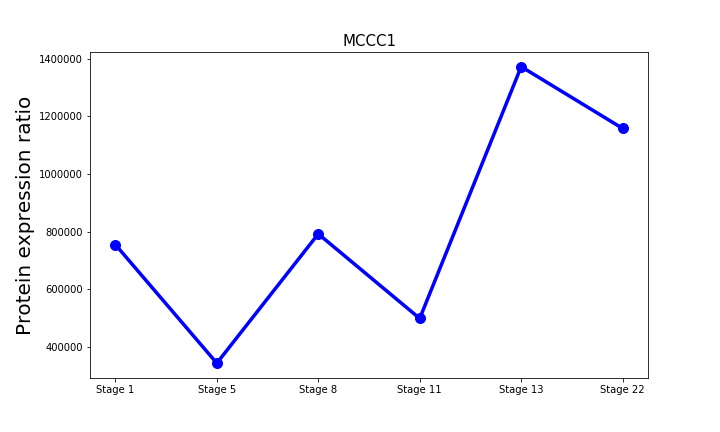 MCCC1
Protein expression ratio
1400000
1200000
1000000
800000
600000
400000
Stage 1
Stage 5
Stage 8
Stage 11
Stage 13
Stage 22